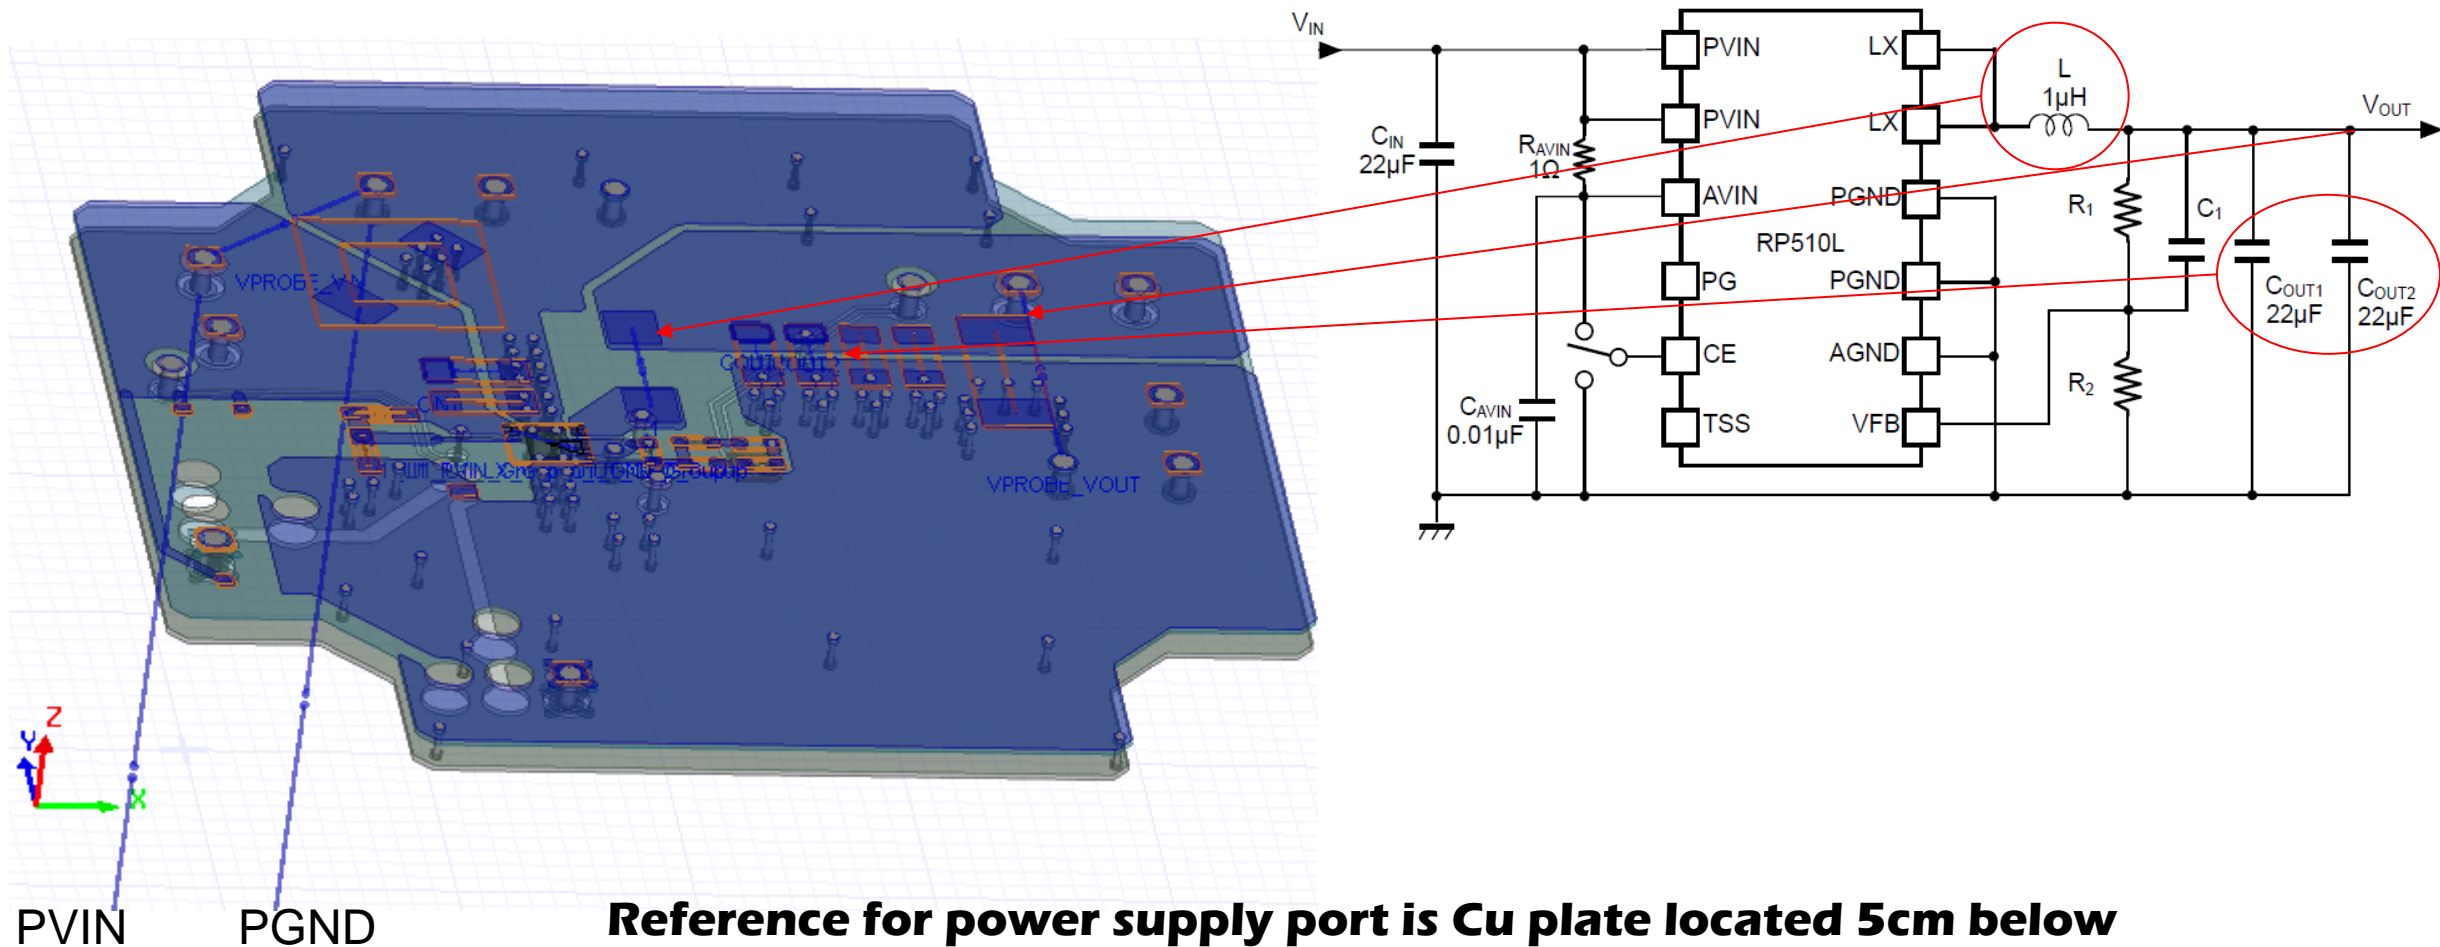 VIN
PVIN
LX
L
1μH
VOUT
CIN
22μF
RAVIN
1Ω
PVIN
LX
AVIN
PGND
R1
C1
RP510L
PG
PGND
COUT1
22μF
COUT2
22μF
CE
AGND
R2
CAVIN
0.01μF
TSS
VFB
VPROBE_VIN
VPROBE_VOUT
Z
Y
X
PVIN
PGND
Reference for power supply port is Cu plate located 5cm below